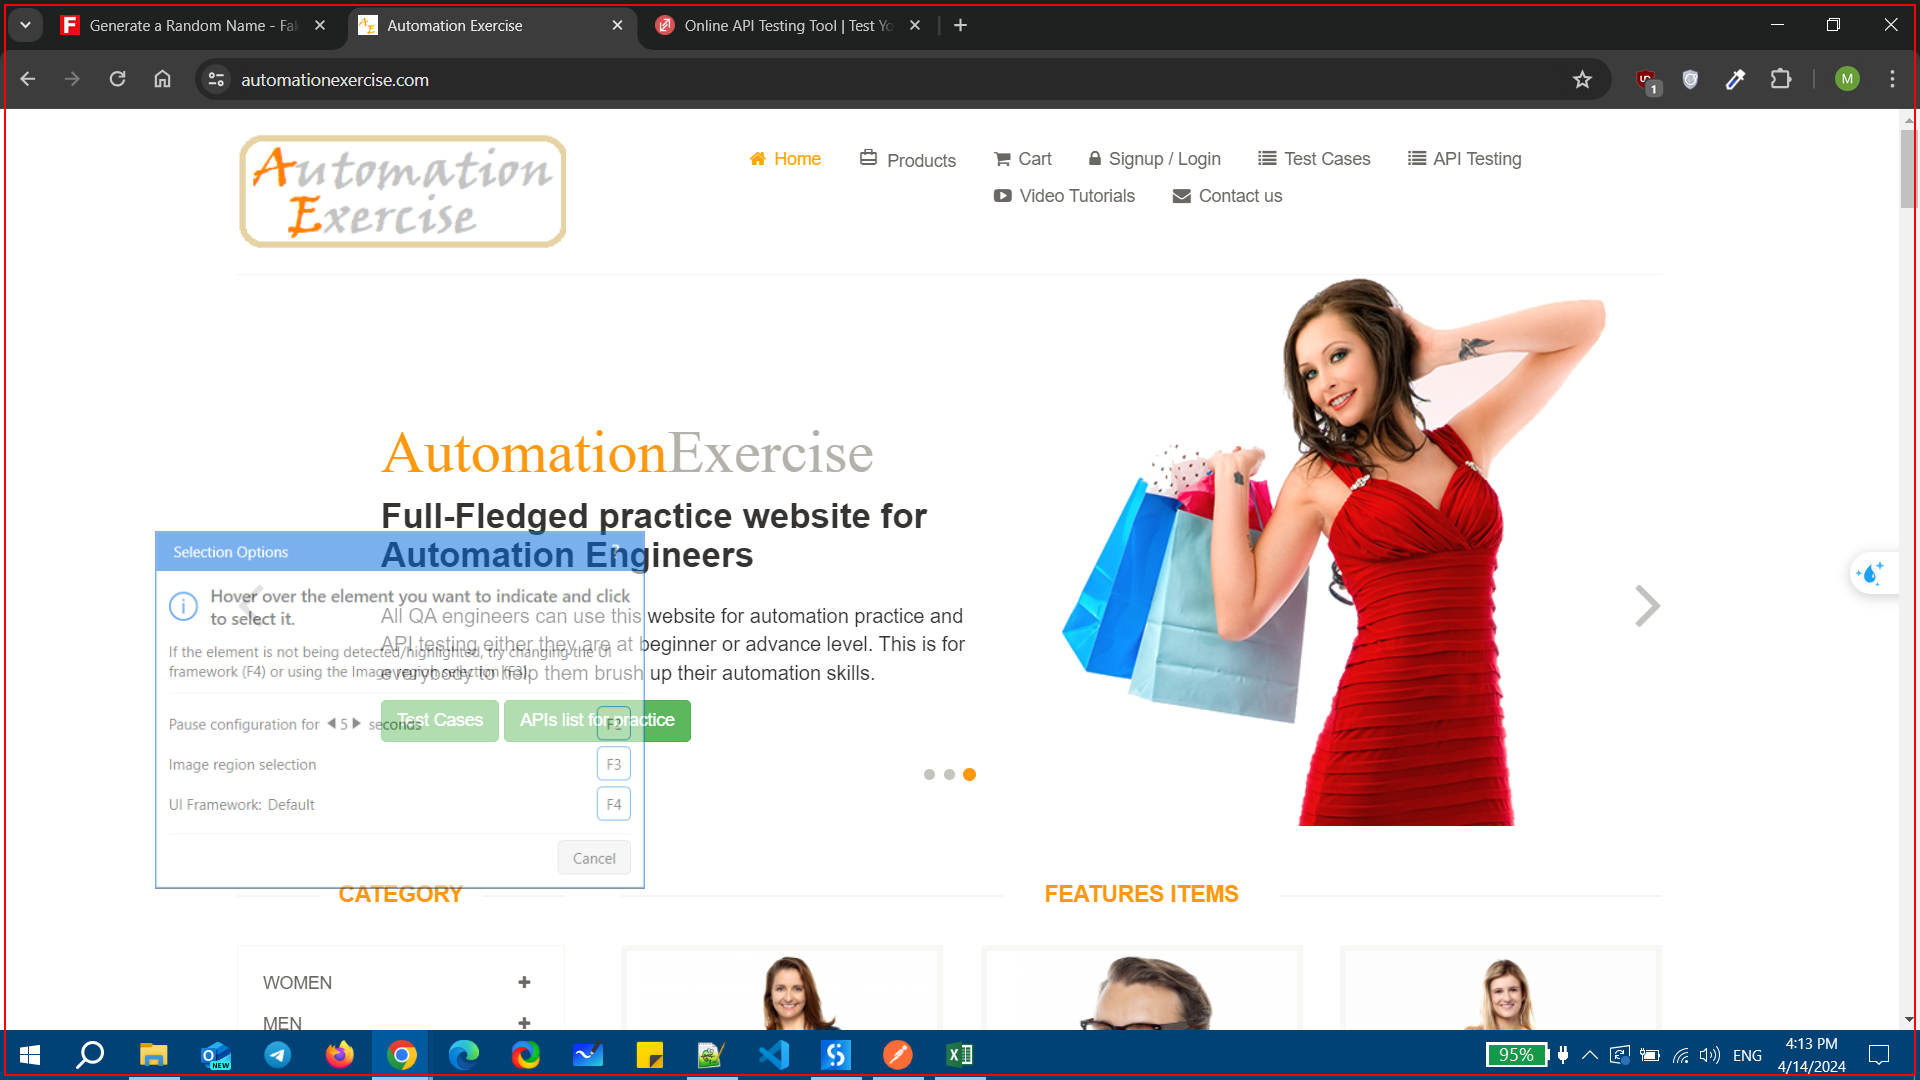 Generate a Random Name - Fak
Automation Exercise
Online API Testing Tool | Test Yo
automationexercise.com
1
M
Automation
Exercise
Home
Products
Cart
Signup / Login
Test Cases
API Testing
Video Tutorials
Contact us
AutomationExercise
Full-Fledged practice website for
Automation Engineers
All QA engineers can use this website for automation practice and
API testing either they are at beginner or advance level. This is for
everybody to help them brush up their automation skills.
Test Cases
APIs list for practice
Selection Options
?
Hover over the element you want to indicate and click
to select it.
If the element is not being detected/highlighted, try changing the UI
framework (F4) or using the Image region selection (F3).
Pause configuration for 5 seconds
F2
Image region selection
F3
UI Framework: Default
F4
Cancel
CATEGORY
FEATURES ITEMS
WOMEN
MEN
NEW
95%
ENG
4:13 PM
4/14/2024